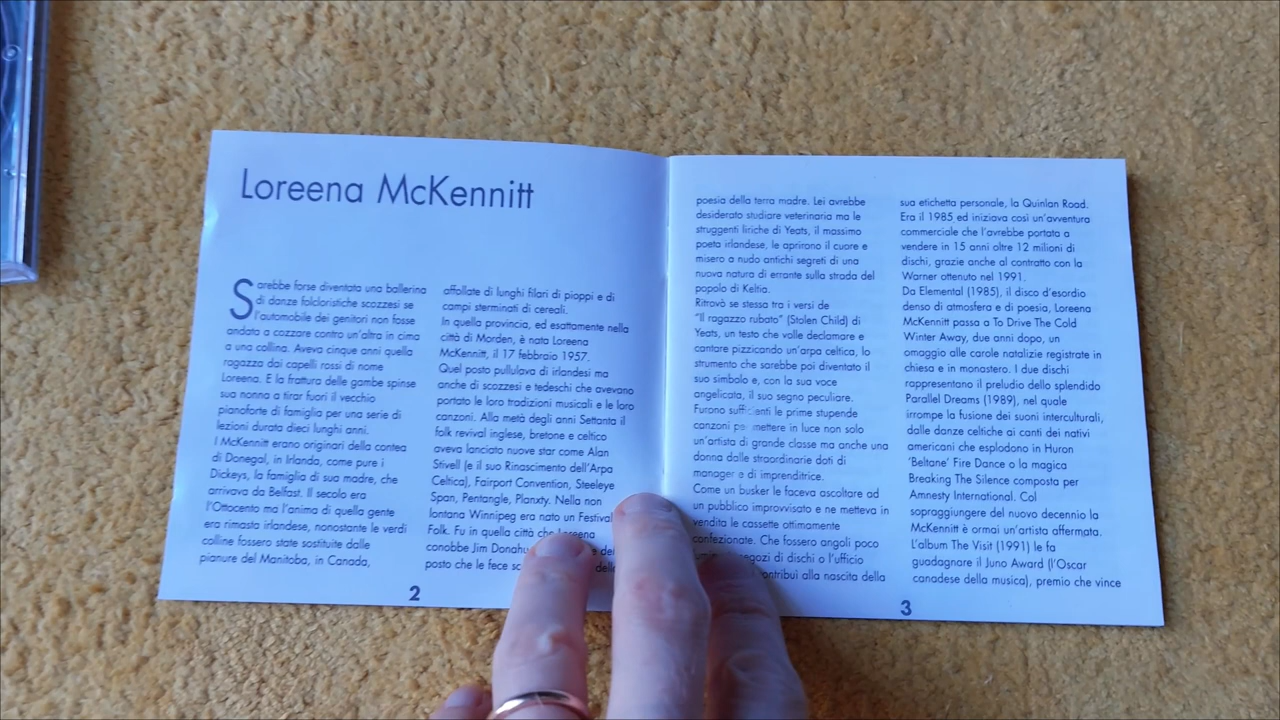 Loreena McKennitt
Sarebbe forse diventata una ballerina
di danze folcloristiche scozzesi se
l'automobile dei genitori non fosse
andata a cozzare contro un'altra in cima
a una collina. Aveva cinque anni quella
ragazza dai capelli rossi di nome
Loreena. E la frattura delle gambe spinse
sua nonna a tirar fuori il vecchio
pianoforte di famiglia per una serie di
lezioni durata dieci lunghi anni.
I McKennitt erano originari della contea
di Donegal, in Irlanda, come pure i
Dickeys, la famiglia di sua madre, che
arrivava da Belfast. Il secolo era
l'Ottocento ma l'anima di quella gente
era rimasta irlandese, nonostante le verdi
colline fossero state sostituite dalle
pianure del Manitoba, in Canada,
affollate di lunghi filari di pioppi e di
campi sterminati di cereali.
In quella provincia, ed esattamente nella
città di Morden, è nata Loreena
McKennitt, il 17 febbraio 1957.
Quel posto pullulava di irlandesi ma
anche di scozzesi e tedeschi che avevano
portato le loro tradizioni musicali e le loro
canzoni. Alla metà degli anni Settanta il
folk revival inglese, bretone e celtico
aveva lanciato nuove star come Alan
Stivell (e il suo Rinascimento dell'Arpa
Celtica), Fairport Convention, Steeleye
Span, Pentangle, Planxty. Nella non
lontana Winnipeg era nato un Festival
Folk. Fu in quella città che Loreena
conobbe Jim
posto che le fece
2
poesia della terra madre. Lei avrebbe
desiderato studiare veterinaria ma le
struggenti liriche di Yeats, il massimo
poeta irlandese, le aprirono il cuore e
misero a nudo antichi segreti di una
nuova natura di errante sulla strada del
popolo di Keltia.
Ritrovò se stessa tra i versi de
"Il ragazzo rubato" (Stolen Child) di
Yeats, un testo che volle declamare e
cantare pizzicando un'arpa celtica, lo
strumento che sarebbe poi diventato il
suo simbolo e, con la sua voce
angelicata, il suo segno peculiare.
Furono sufficienti le prime stupende
canzoni per mettere in luce non solo
un'artista di grande classe ma anche una
donna dalle straordinarie doti di
manager e di imprenditrice.
Come un busker le faceva ascoltare ad
un pubblico improvvisato e ne metteva in
vendita le cassette ottimamente
confezionate. Che fossero angoli poco
negozi di dischi o l'ufficio
contribuì alla nascita della
sua etichetta personale, la Quinlan Road.
Era il 1985 ed iniziava così un'avventura
commerciale che l'avrebbe portata a
vendere in 15 anni oltre 12 milioni di
dischi, grazie anche al contratto con la
Warner ottenuto nel 1991.
Da Elemental (1985), il disco d'esordio
denso di atmosfera e di poesia, Loreena
McKennitt passa a To Drive The Cold
Winter Away, due anni dopo, un
omaggio alle carole natalizie registrate in
chiesa e in monastero. I due dischi
rappresentano il preludio dello splendido
Parallel Dreams (1989), nel quale
irrompe la fusione dei suoni interculturali,
dalle danze celtiche ai canti dei nativi
americani che esplodono in Huron
'Beltane' Fire Dance o la magica
Breaking The Silence composta per
Amnesty International. Col
sopraggiungere del nuovo decennio la
McKennitt è ormai un'artista affermata.
L'album The Visit (1991) le fa
guadagnare il Juno Award (l'Oscar
canadese della musica), premio che vince
3